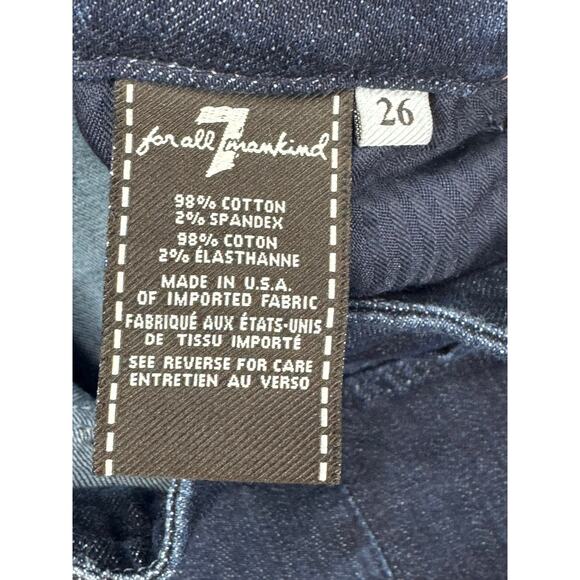 7
for all mankind
26
98% COTTON
2% SPANDEX
98% COTON
2% ÉLASTHANNE
MADE IN U.S.A.
OF IMPORTED FABRIC
FABRIQUÉ AUX ÉTATS-UNIS
DE TISSU IMPORTÉ
SEE REVERSE FOR CARE
ENTRETIEN AU VERSO